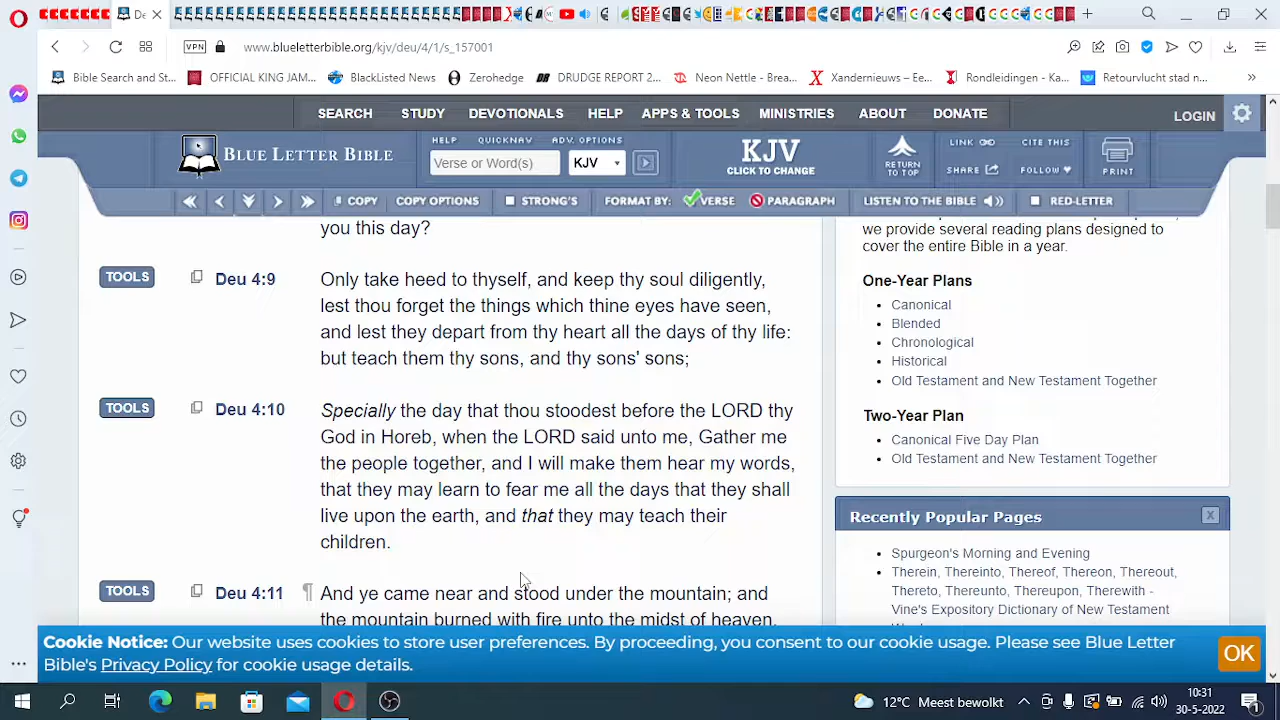 De
www.blueletterbible.org/kjv/deu/4/1/s_157001
VPN
Bible Search and St...
OFFICIAL KING JAM...
BlackListed News
Zerohedge
DRUDGE REPORT 2...
Neon Nettle - Brea...
Xandernieuws – Ee...
Rondleidingen - Ka...
Retourvlucht stad n...
»
SEARCH STUDY DEVOTIONALS HELP APPS & TOOLS MINISTRIES ABOUT DONATE
LOGIN
BLUE LETTER BIBLE
HELP QUICKNAV ADV. OPTIONS
Verse or Word(s)
KJV
KJV
CLICK TO CHANGE
RETURN
TO TOP
LINK
CITE THIS
SHARE
FOLLOW
PRINT
COPY
COPY OPTIONS
STRONG'S
FORMAT BY:
VERSE
PARAGRAPH
LISTEN TO THE BIBLE
RED-LETTER
you this day?
TOOLS
Deu 4:9
Only take heed to thyself, and keep thy soul diligently,
lest thou forget the things which thine eyes have seen,
and lest they depart from thy heart all the days of thy life:
but teach them thy sons, and thy sons' sons;
TOOLS
Deu 4:10
Specially the day that thou stoodest before the LORD thy
God in Horeb, when the LORD said unto me, Gather me
the people together, and I will make them hear my words,
that they may learn to fear me all the days that they shall
live upon the earth, and that they may teach their
children.
TOOLS
Deu 4:11
¶ And ye came near and stood under the mountain; and
the mountain burned with fire unto the midst of heaven,
we provide several reading plans designed to
cover the entire Bible in a year.
One-Year Plans
Canonical
Blended
Chronological
Historical
Old Testament and New Testament Together
Two-Year Plan
Canonical Five Day Plan
Old Testament and New Testament Together
Recently Popular Pages
X
Spurgeon's Morning and Evening
Therein, Thereinto, Thereof, Thereon, Thereout,
Thereto, Thereunto, Thereupon, Therewith -
Vine's Expository Dictionary of New Testament
Cookie Notice: Our website uses cookies to store user preferences. By proceeding, you consent to our cookie usage. Please see Blue Letter
Bible's Privacy Policy for cookie usage details.
OK
12°C Meest bewolkt
10:31
30-5-2022
1